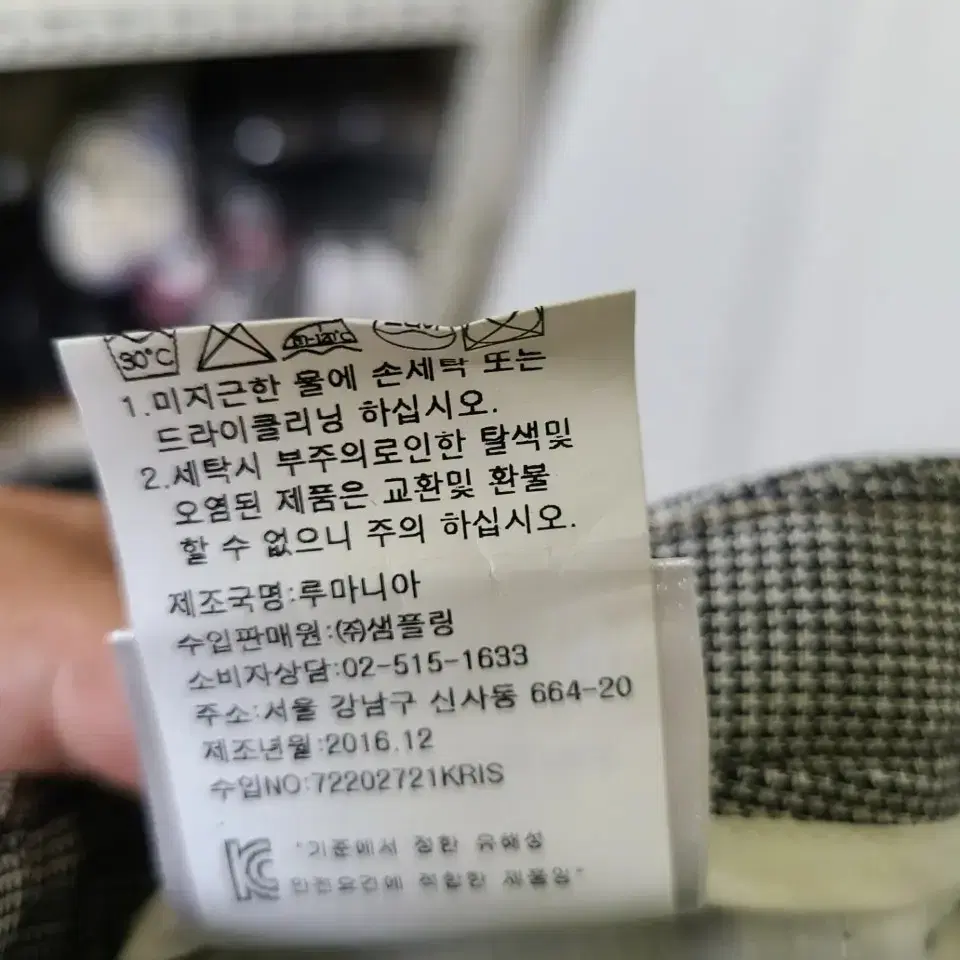 30°C
1.미지근한 물에 손세탁 또는
드라이클리닝 하십시오.
2.세탁시 부주의로인한 탈색및
오염된 제품은 교환및 환불
할 수 없으니 주의 하십시오.
제조국명:루마니아
수입판매원:㈜샘플링
소비자상담:02-515-1633
주소:서울 강남구 신사동 664-20
제조년월:2016.12
수입NO:72202721KRIS
"기준에서 정한 유해성
안전요건에 적합한 제품임"